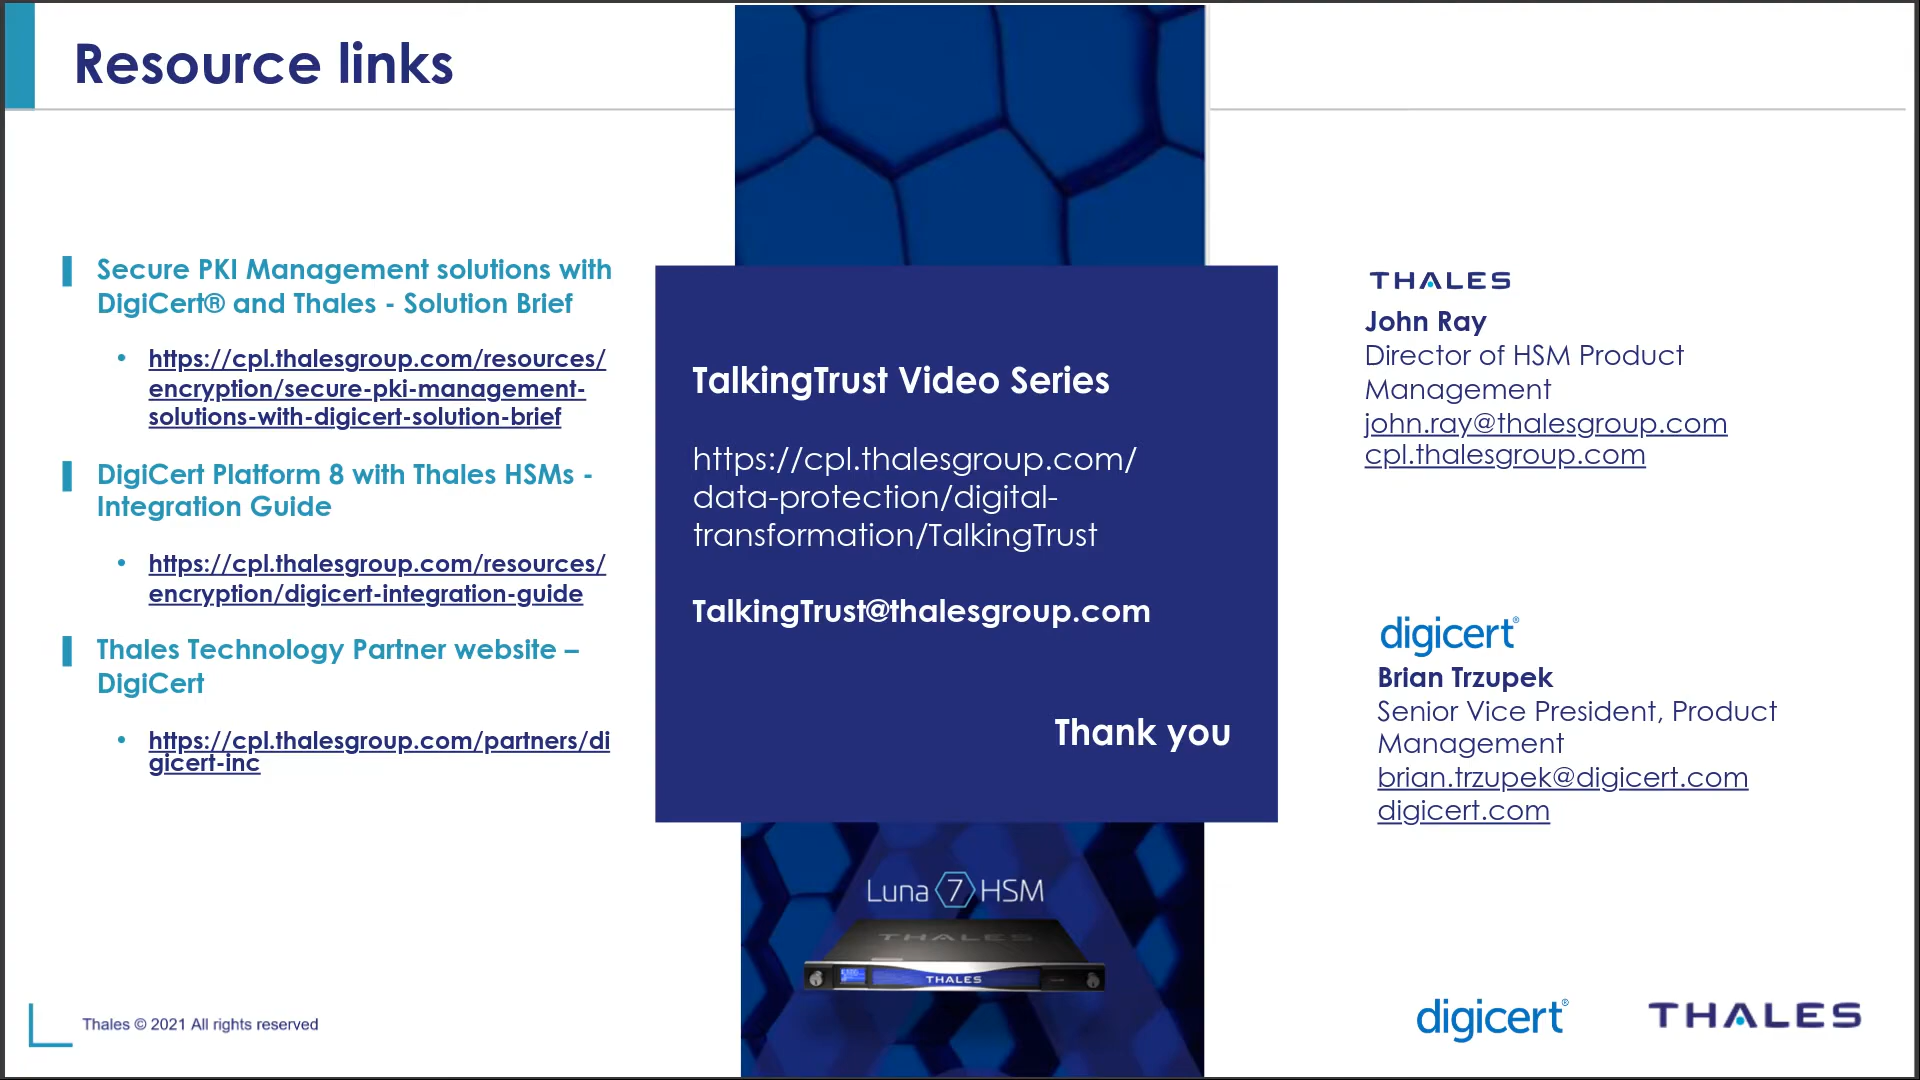 Resource links
Secure PKI Management solutions with
DigiCert® and Thales - Solution Brief
• https://cpl.thalesgroup.com/resources/
encryption/secure-pki-management-
solutions-with-digicert-solution-brief
DigiCert Platform 8 with Thales HSMs -
Integration Guide
• https://cpl.thalesgroup.com/resources/
encryption/digicert-integration-guide
Thales Technology Partner website –
DigiCert
• https://cpl.thalesgroup.com/partners/di
gicert-inc
TalkingTrust Video Series
https://cpl.thalesgroup.com/
data-protection/digital-
transformation/TalkingTrust
TalkingTrust@thalesgroup.com
Thank you
Luna 7 HSM
THALES
THALES
THALES
John Ray
Director of HSM Product
Management
john.ray@thalesgroup.com
cpl.thalesgroup.com
digicert®
Brian Trzupek
Senior Vice President, Product
Management
brian.trzupek@digicert.com
digicert.com
Thales © 2021 All rights reserved
digicert®
THALES